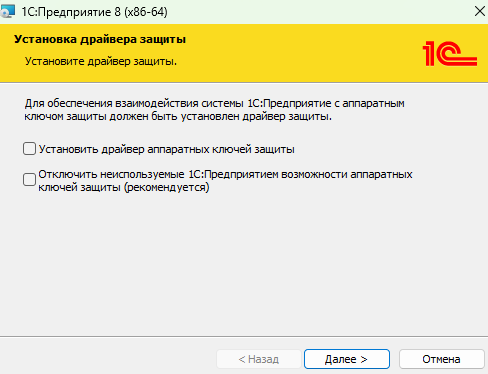 1С:Предприятие 8 (x86-64)
Установка драйвера защиты
Установите драйвер защиты.
1С
Для обеспечения взаимодействия системы 1С:Предприятие с аппаратным
ключом защиты должен быть установлен драйвер защиты.
Установить драйвер аппаратных ключей защиты
Отключить неиспользуемые 1С:Предприятием возможности аппаратных
ключей защиты (рекомендуется)
< Назад
Далее >
Отмена